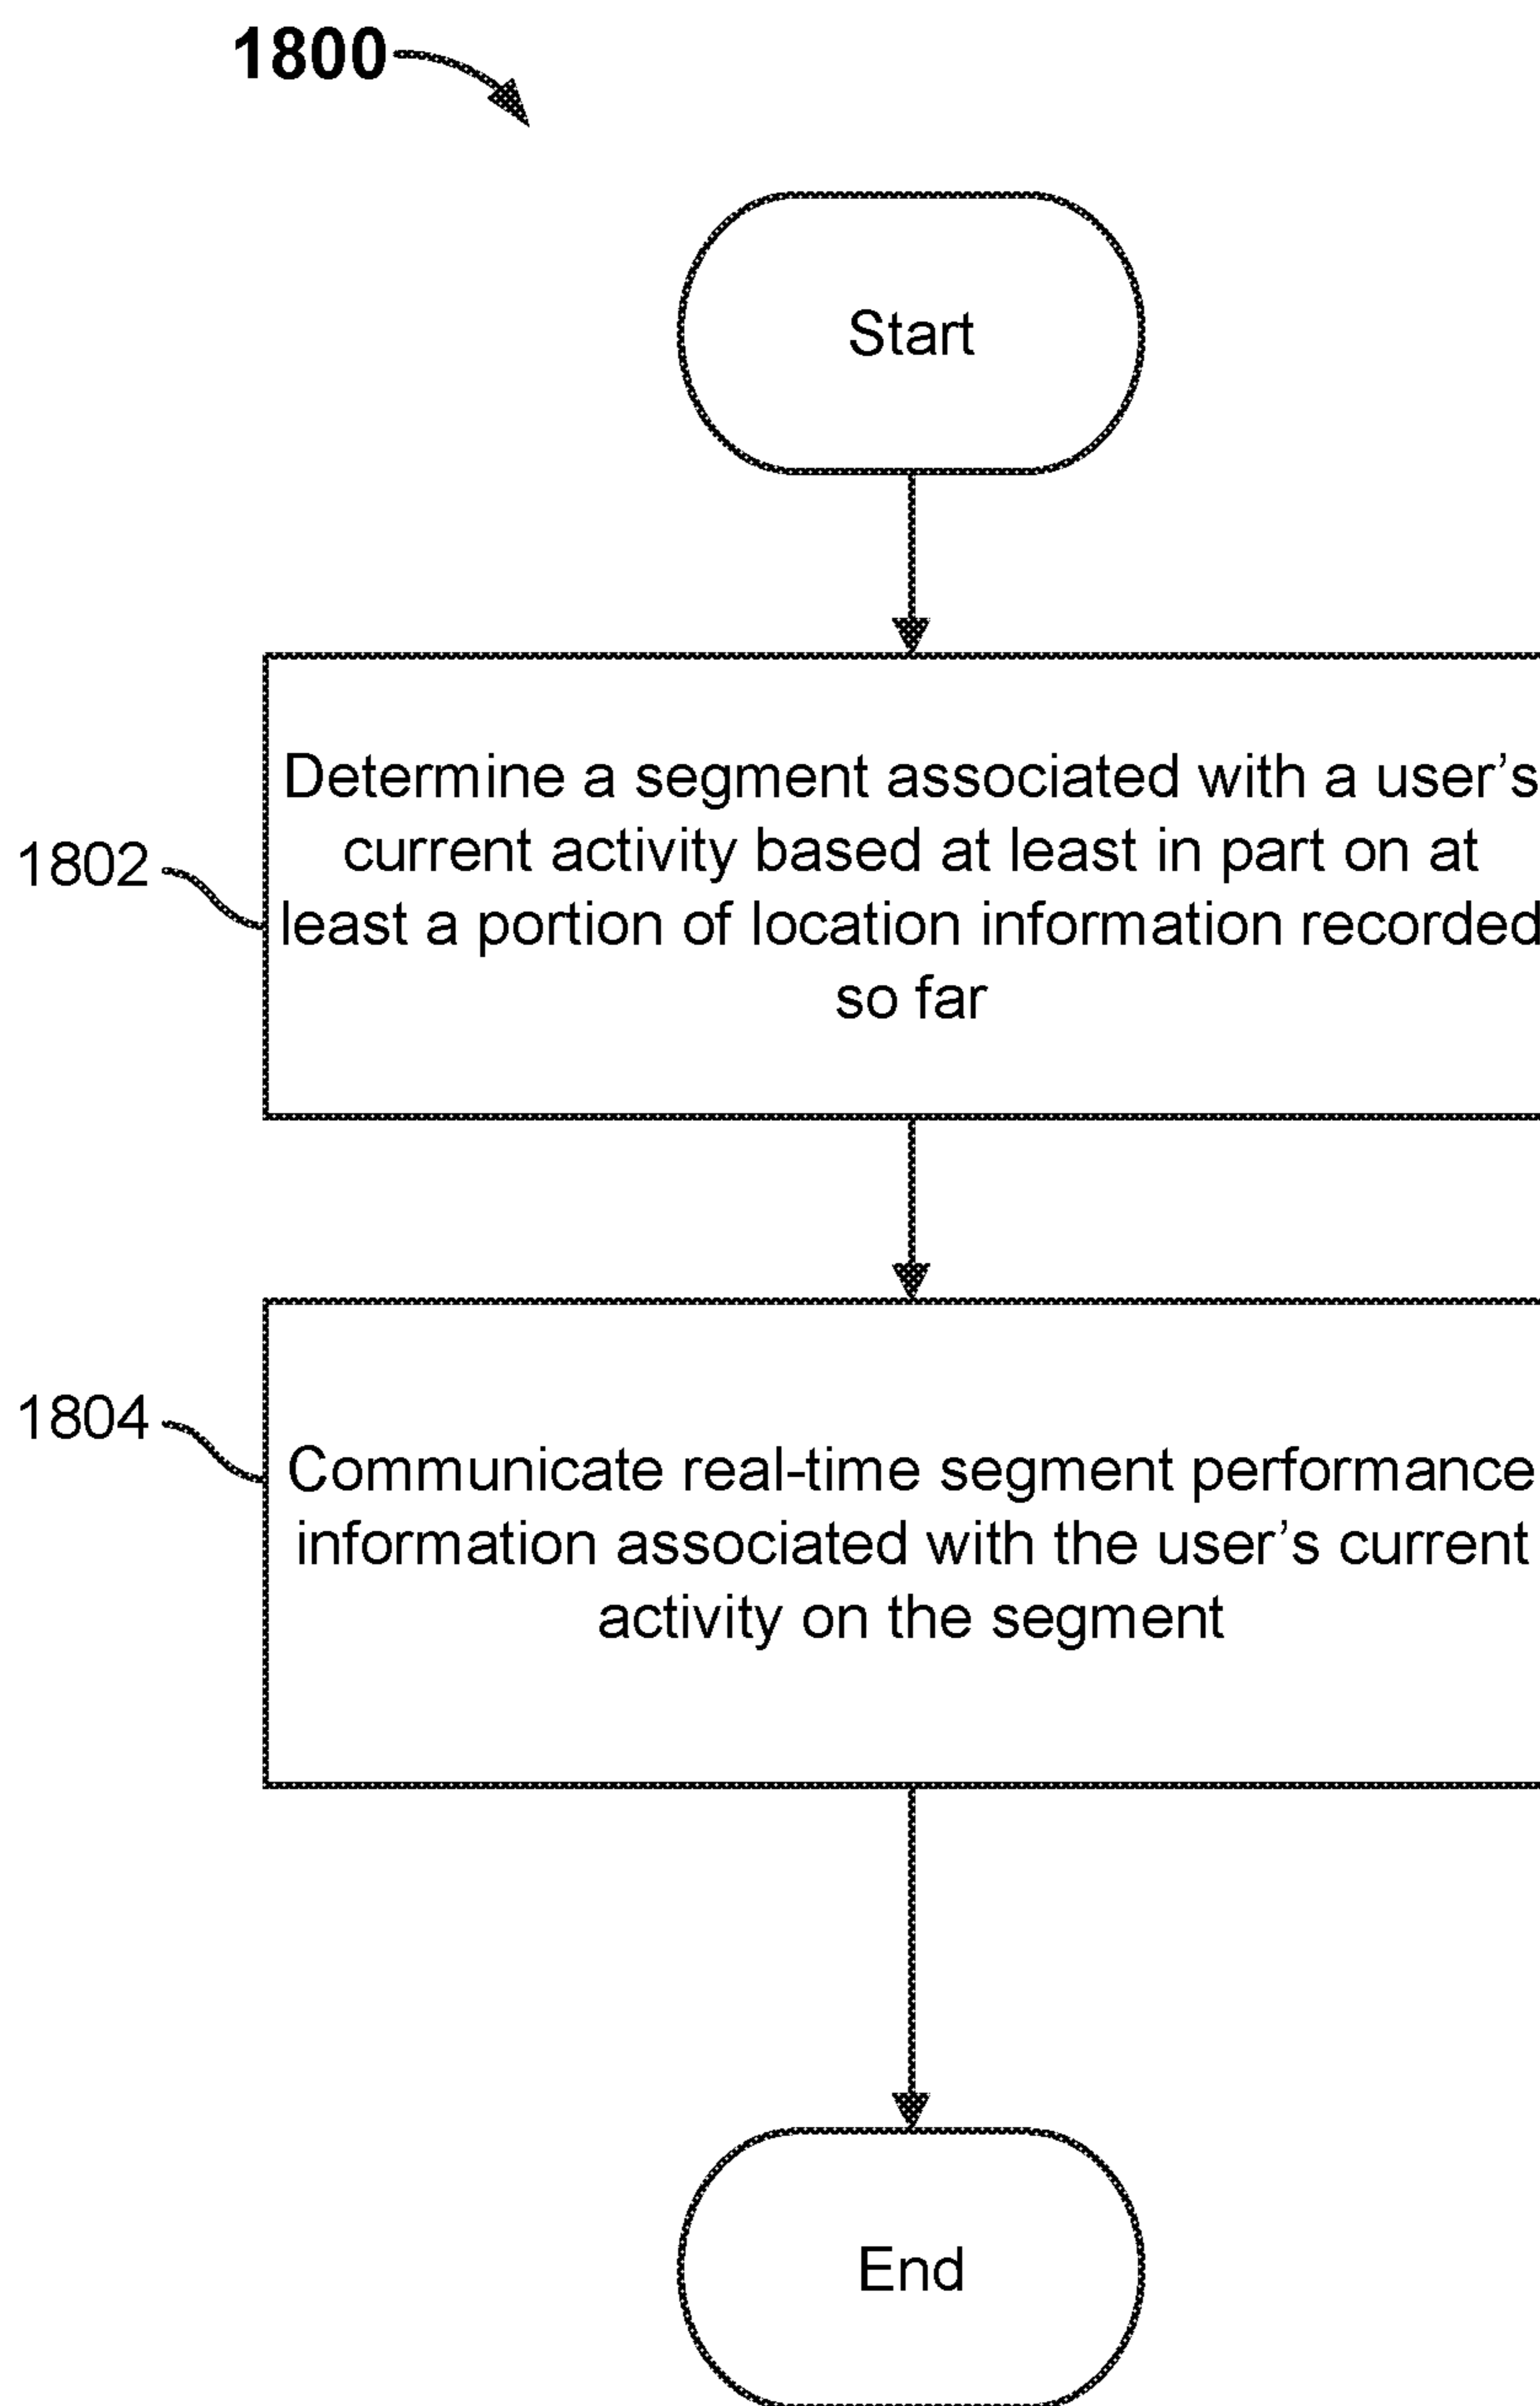 1800
Start
1802
Determine a segment associated with a user’s
current activity based at least in part on at
least a portion of location information recorded
so far
1804
Communicate real-time segment performance
information associated with the user’s current
activity on the segment
End